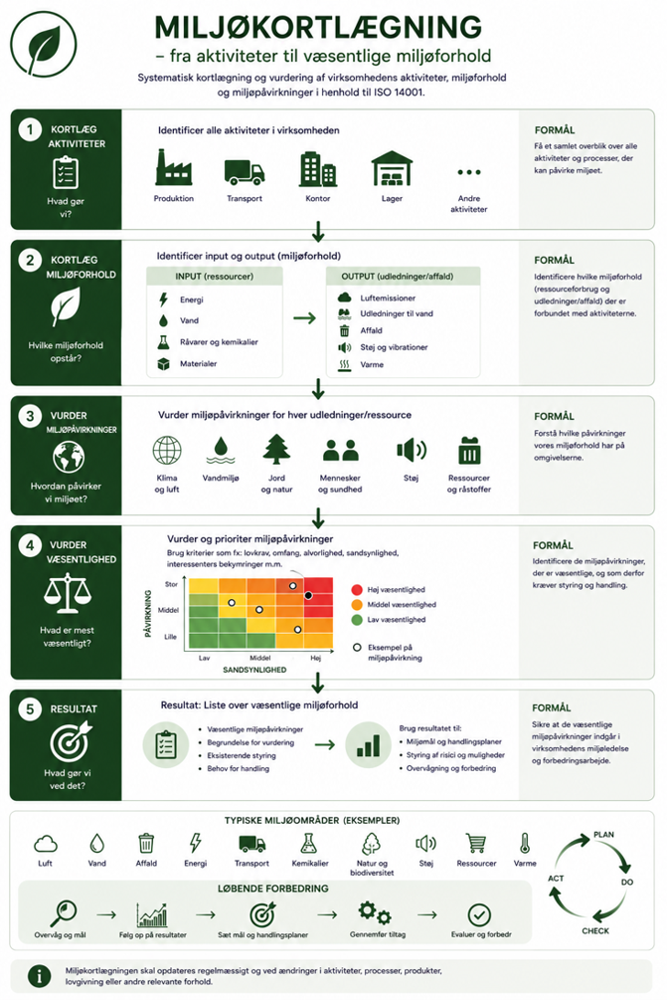 MILJØKORTLÆGNING
– fra aktiviteter til væsentlige miljøforhold
Systematisk kortlægning og vurdering af virksomhedens aktiviteter, miljøforhold
og miljøpåvirkninger i henhold til ISO 14001.
1
KORTLÆG
AKTIVITETER
Hvad gør
vi?
Identificer alle aktiviteter i virksomheden
Produktion
Transport
Kontor
Lager
Andre
aktiviteter
FORMÅL
Få et samlet overblik over alle
aktiviteter og processer, der
kan påvirke miljøet.
2
KORTLÆG
MILJØFORHOLD
Hvilke miljøforhold
opstår?
Identificer input og output (miljøforhold)
INPUT (ressourcer)
Energi
Vand
Råvarer og kemikalier
Materialer
OUTPUT (udledninger/affald)
Luftemissioner
Udledninger til vand
Affald
Støj og vibrationer
Varme
FORMÅL
Identificere hvilke miljøforhold
(ressourceforbrug og
udledninger/affald) der er
forbundet med aktiviteterne.
3
VURDER
MILJØPÅVIRKNINGER
Hvordan påvirker
vi miljøet?
Vurder miljøpåvirkninger for hver udledninger/ressource
Klima
og luft
Vandmiljø
Jord
og natur
Mennesker
og sundhed
Støj
Ressourcer
og råstoffer
FORMÅL
Forstå hvilke påvirkninger
vores miljøforhold har på
omgivelserne.
4
VURDER
VÆSENTLIGHED
Hvad er mest
væsentligt?
Vurder og prioriter miljøpåvirkninger
Brug kriterier som fx: lovkrav, omfang, alvorlighed, sandsynlighed,
interessenters bekymringer m.m.
PÅVIRKNING
Stor
Middel
Lille
Lav
Middel
Høj
SANDSYNLIGHED
Høj væsentlighed
Middel væsentlighed
Lav væsentlighed
Eksempel på
miljøpåvirkning
FORMÅL
Identificere de miljøpåvirkninger,
der er væsentlige, og som derfor
kræver styring og handling.
5
RESULTAT
Hvad gør vi
ved det?
Resultat: Liste over væsentlige miljøforhold
• Væsentlige miljøpåvirkninger
• Begrundelse for vurdering
• Eksisterende styring
• Behov for handling
Brug resultatet til:
• Miljømål og handlingsplaner
• Styring af risici og muligheder
• Overvågning og forbedring
FORMÅL
Sikre at de væsentlige
miljøpåvirkninger indgår i
virksomhedens miljøledelse
og forbedringsarbejde.
TYPISKE MILJØOMRÅDER (EKSEMPLER)
Luft
Vand
Affald
Energi
Transport
Kemikalier
Natur og
biodiversitet
Støj
Ressourcer
Varme
LØBENDE FORBEDRING
Overvåg og mål
Følg op på resultater
Sæt mål og handlingsplaner
Gennemfør tiltag
Evaluer og forbedr
PLAN
DO
CHECK
ACT
i
Miljøkortlægningen skal opdateres regelmæssigt og ved ændringer i aktiviteter, processer, produkter,
lovgivning eller andre relevante forhold.